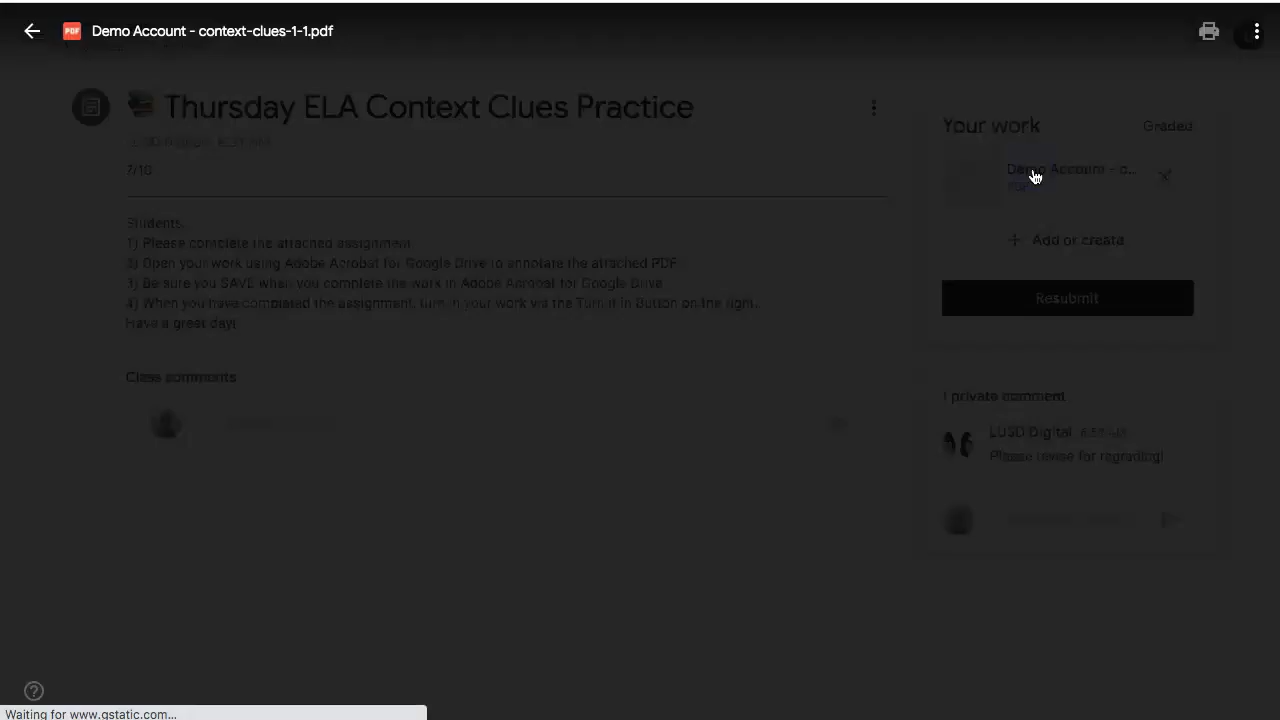 PDF Demo Account - context-clues-1-1.pdf
Thursday ELA Context Clues Practice
7/10
Students,
1) Please complete the attached assignment
2) Open your work using Adobe Acrobat for Google Drive to annotate the attached PDF
3) Be sure you SAVE when you complete the work in Adobe Acrobat for Google Drive
4) When you have completed the assignment, turn in your work via the Turn it in Button on the right.
Have a great day!
Class comments
Your work
Graded
Demo Account - c...
PDF
+ Add or create
Resubmit
1 private comment
LUSD Digital
Please revise for regrading!
Waiting for www.gstatic.com...